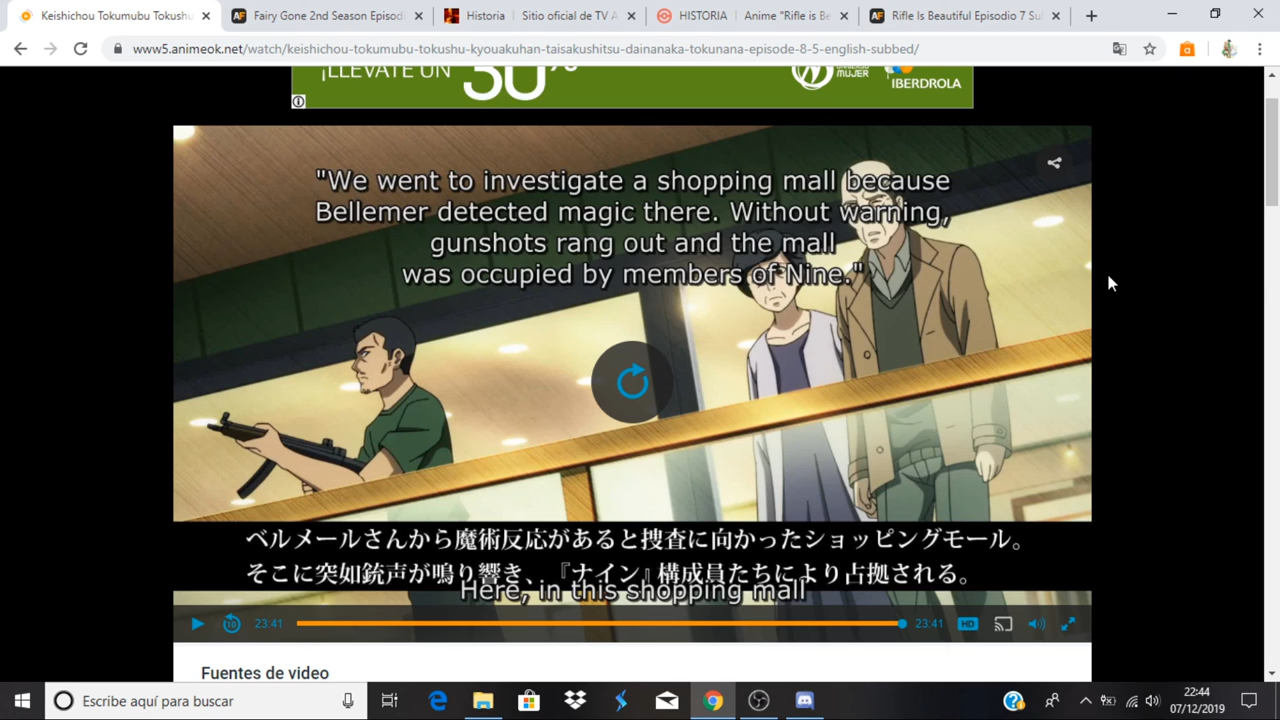 Keishichou Tokumubu Tokushu
Fairy Gone 2nd Season Episodi
Historia | Sitio oficial de TV A
HISTORIA | Anime "Rifle is Be
Rifle Is Beautiful Episodio 7 Su
www5.animeok.net/watch/keishichou-tokumubu-tokushu-kyouakuhan-taisakushitsu-dainanaka-tokunana-episode-8-5-english-subbed/
¡LLÉVATE UN 30%
UNIVERSO
MUJER
IBERDROLA
"We went to investigate a shopping mall because
Bellemer detected magic there. Without warning,
gunshots rang out and the mall
was occupied by members of Nine."
ベルメールさんから魔術反応があると捜査に向かったショッピングモール。
そこに突如銃声が鳴り響き、『ナイン』構成員たちにより占拠される。
Here, in this shopping mall
10
23:41
23:41
HD
Fuentes de video
Escribe aquí para buscar
22:44
07/12/2019